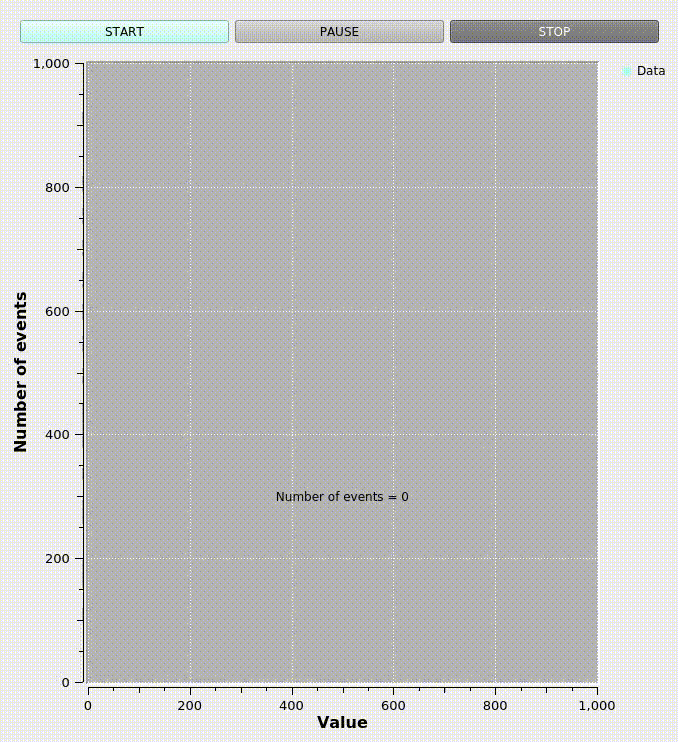 START PAUSE STOP
Data
1,000
800
600
400
200
0
Number of events
Number of events = 0
0 200 400 600 800 1,000
Value